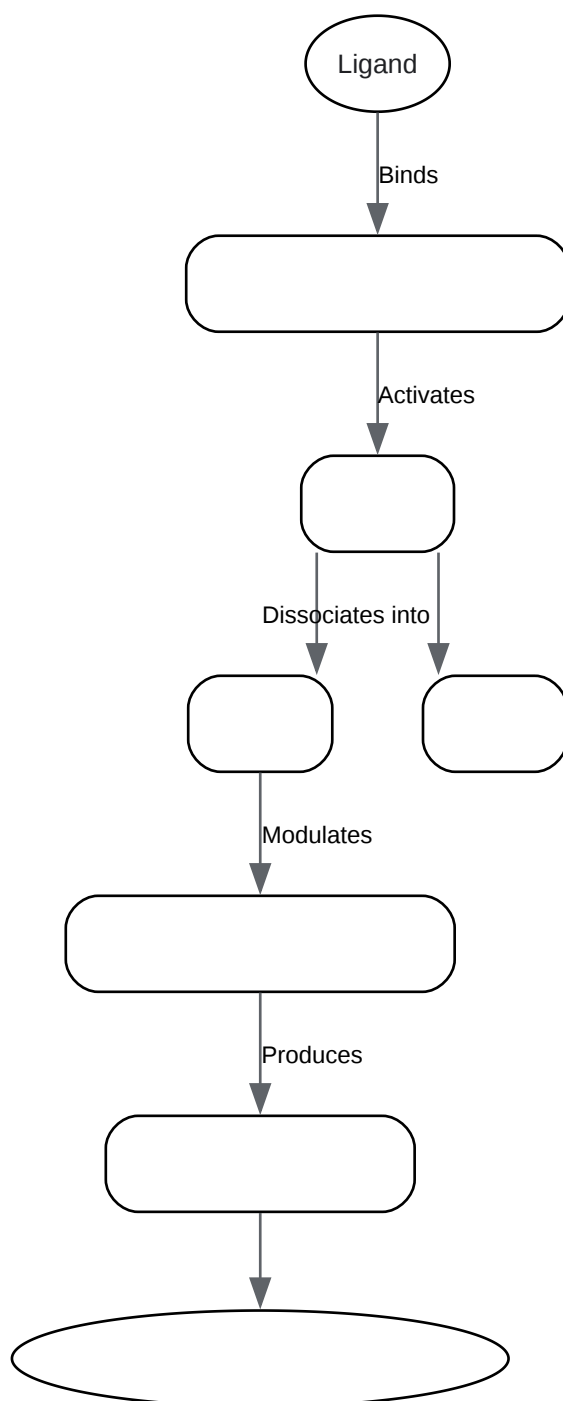 Ligand
Binds
Activates
Dissociates into
Modulates
Produces